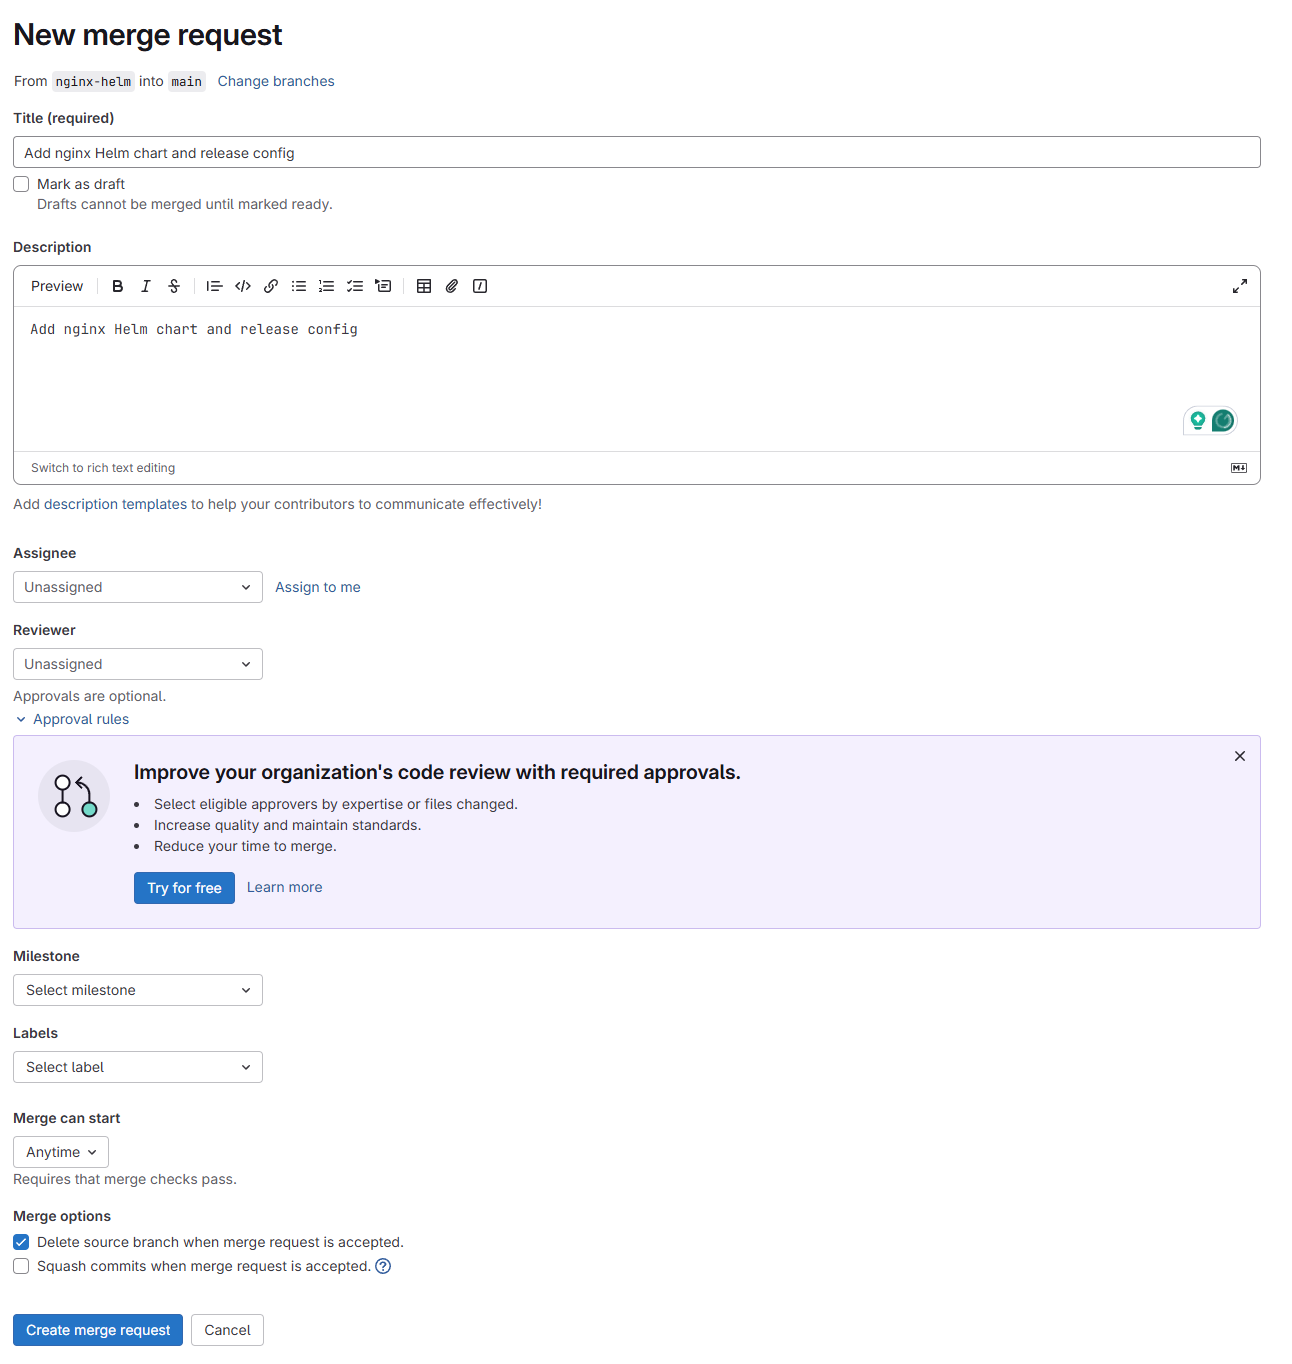 New merge request
From nginx-helm into main Change branches
Title (required)
Add nginx Helm chart and release config
Mark as draft
Drafts cannot be merged until marked ready.
Description
Preview
Add nginx Helm chart and release config
Switch to rich text editing
Add description templates to help your contributors to communicate effectively!
Assignee
Unassigned Assign to me
Reviewer
Unassigned
Approvals are optional.
Approval rules
Improve your organization's code review with required approvals.
• Select eligible approvers by expertise or files changed.
• Increase quality and maintain standards.
• Reduce your time to merge.
Try for free Learn more
Milestone
Select milestone
Labels
Select label
Merge can start
Anytime
Requires that merge checks pass.
Merge options
Delete source branch when merge request is accepted.
Squash commits when merge request is accepted.
Create merge request Cancel